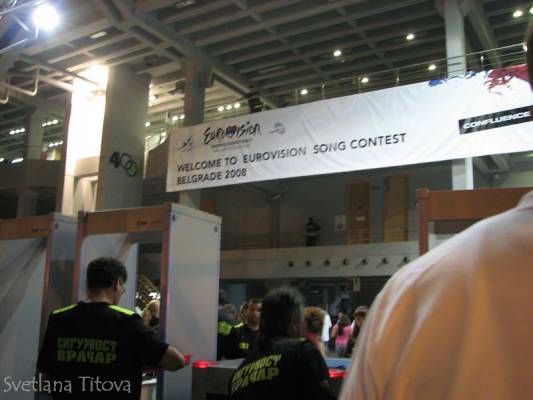 EUROVISION
WELCOME TO EUROVISION SONG CONTEST
BELGRADE 2008
CONFLUENCE
400
СИГУРНОСТ
ВРАЧАР
СИГУРНОСТ
ВРАЧАР
Svetlana Titova